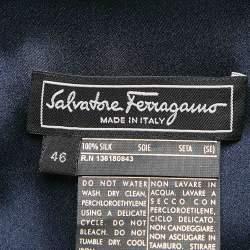 Salvatore Ferragamo
MADE IN ITALY
46
100% SILK SOIE SETA (SE)
R.N 136180843
DO NOT WATER
WASH. DRY CLEAN,
PERCHLOROETHYLENE
USING A DELICATE
CYCLE. DO NOT
BLEACH. DO NOT
TUMBLE DRY. COOL
NON LAVARE IN
ACQUA. LAVARE
A SECCO CON
PERCLOROETILENE,
CICLO DELICATO
NON CANDEGGIARE
NON ASCIUGARE IN
TAMBURO. STIRARE